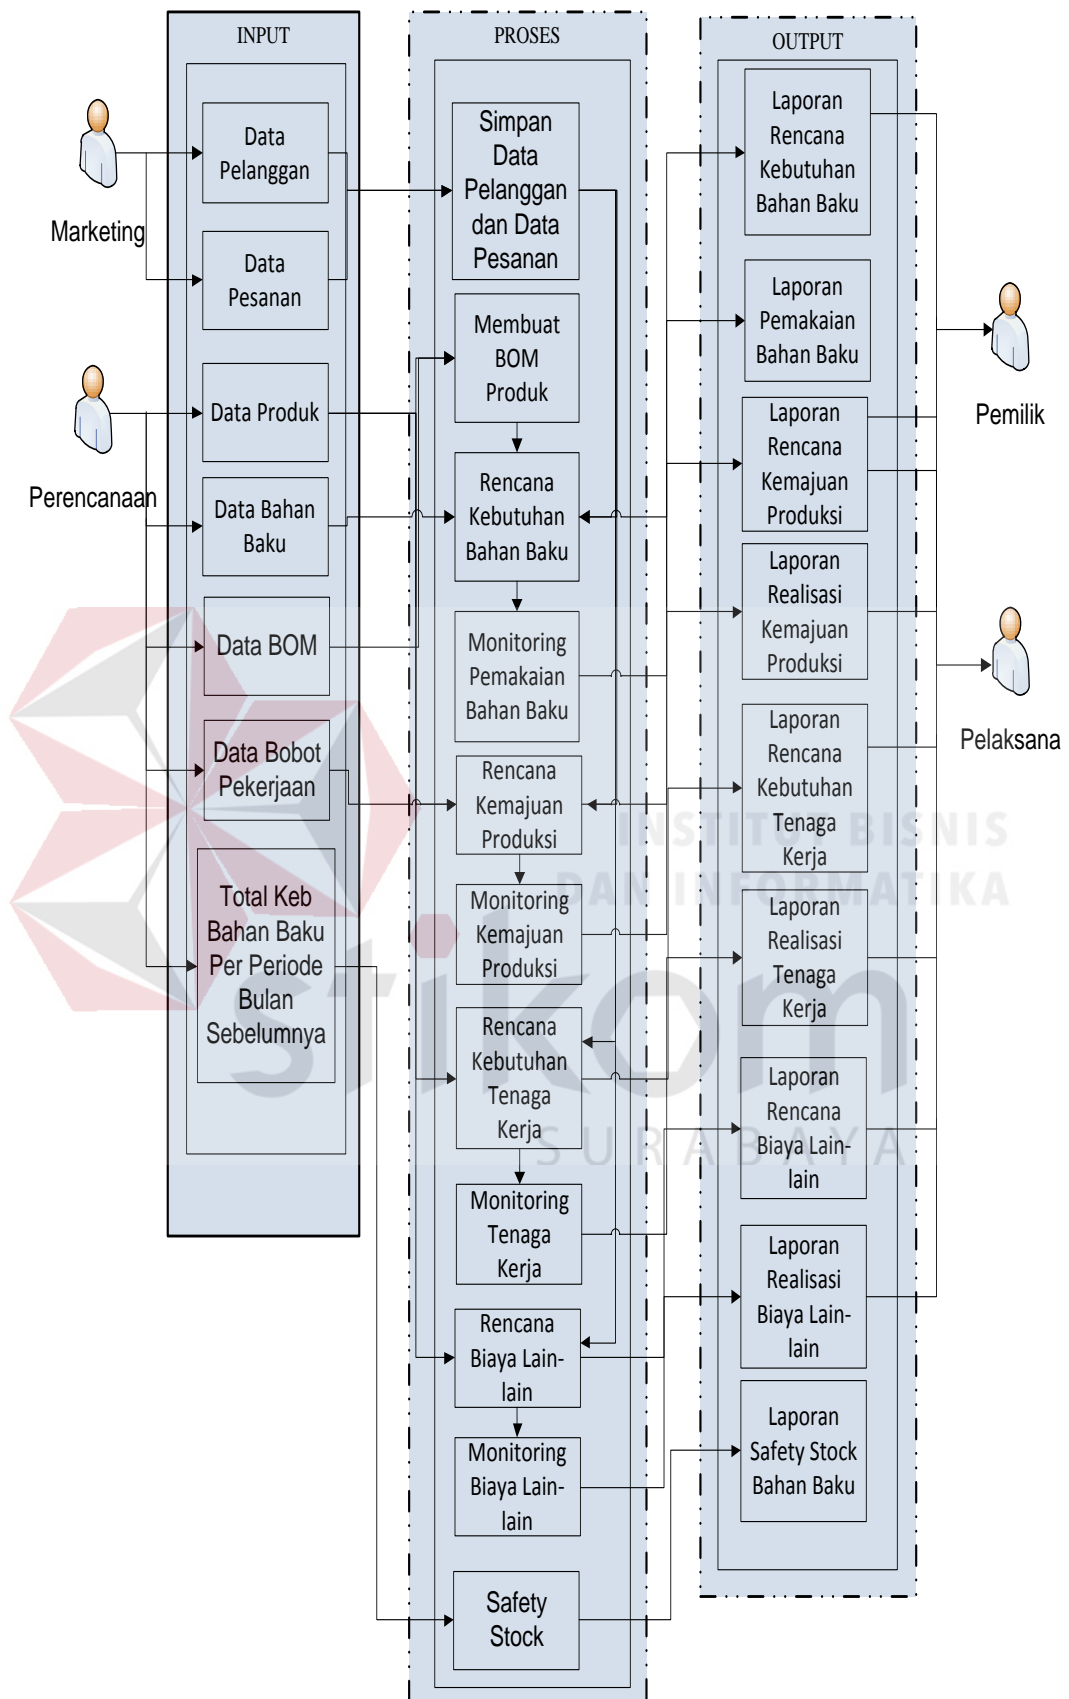 INPUT
PROSES
OUTPUT
Marketing
Perencanaan
Data
Pelanggan
Data
Pesanan
Data Produk
Data Bahan
Baku
Data BOM
Data Bobot
Pekerjaan
Total Keb
Bahan Baku
Per Periode
Bulan
Sebelumnya
Simpan
Data
Pelanggan
dan Data
Pesanan
Membuat
BOM
Produk
Rencana
Kebutuhan
Bahan Baku
Monitoring
Pemakaian
Bahan Baku
Rencana
Kemajuan
Produksi
Monitoring
Kemajuan
Produksi
Rencana
Kebutuhan
Tenaga
Kerja
Monitoring
Tenaga
Kerja
Rencana
Biaya Lain-
lain
Monitoring
Biaya Lain-
lain
Safety
Stock
Laporan
Rencana
Kebutuhan
Bahan Baku
Laporan
Pemakaian
Bahan Baku
Laporan
Rencana
Kemajuan
Produksi
Laporan
Realisasi
Kemajuan
Produksi
Laporan
Rencana
Kebutuhan
Tenaga
Kerja
Laporan
Realisasi
Tenaga
Kerja
Laporan
Rencana
Biaya Lain-
lain
Laporan
Realisasi
Biaya Lain-
lain
Laporan
Safety Stock
Bahan Baku
Pemilik
Pelaksana
INSTITUT BISNIS
DAN INFORMATIKA
stikom
SURABAYA